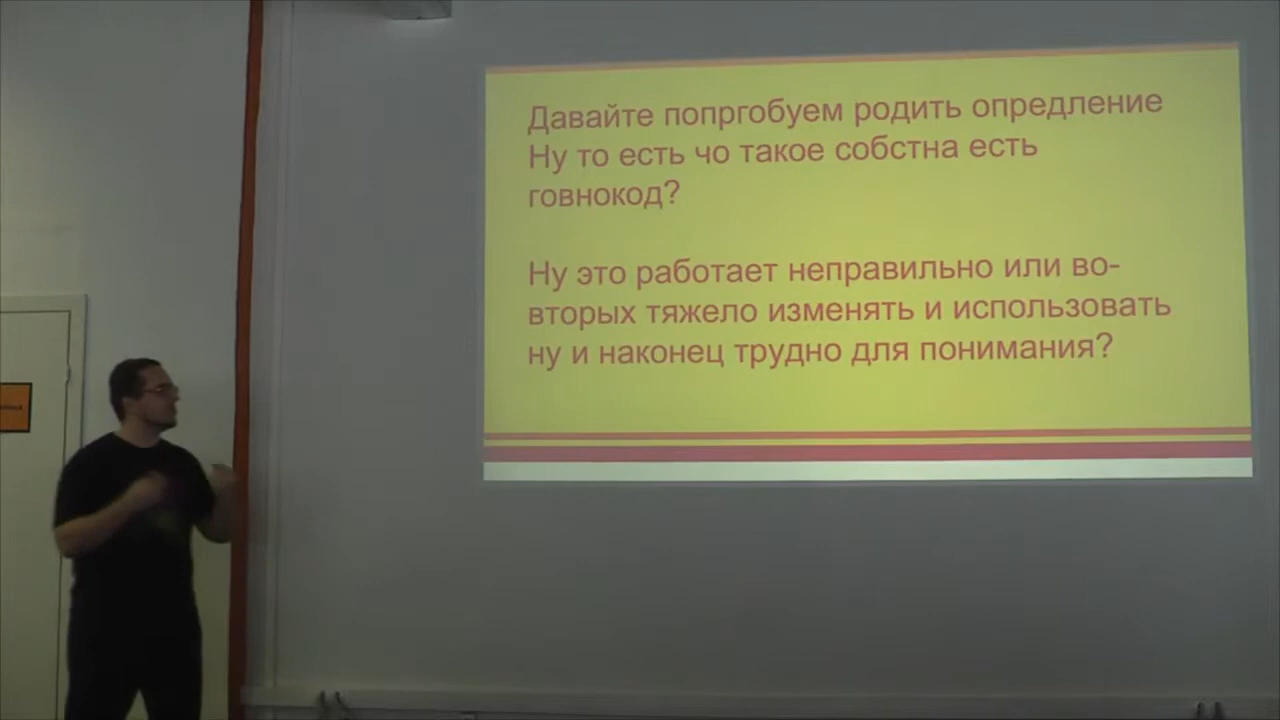 Давайте попргобуем родить опредление
Ну то есть чо такое собстна есть
говнокод?
Ну это работает неправильно или во-
вторых тяжело изменять и использовать
ну и наконец трудно для понимания?